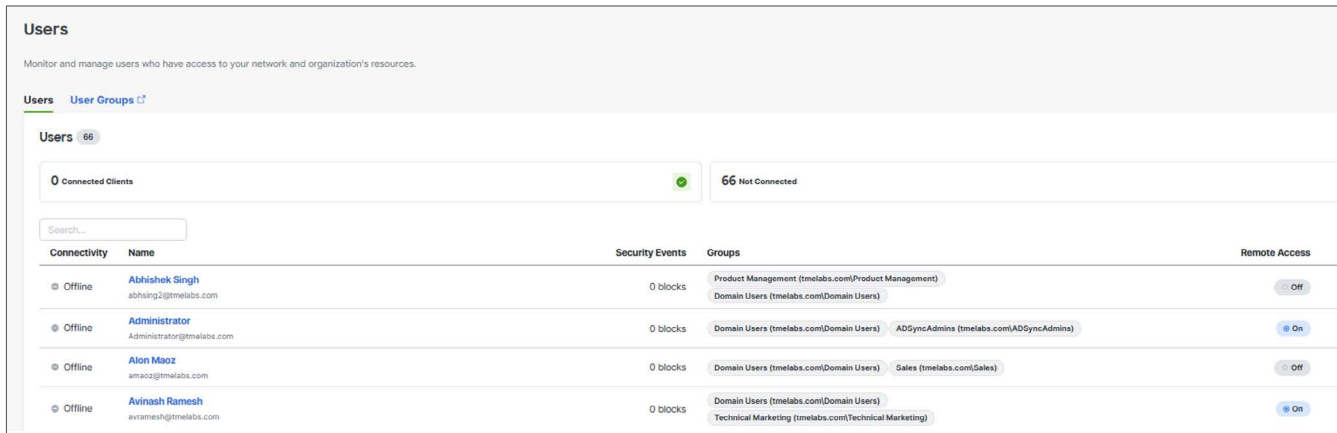 Users
Monitor and manage users who have access to your network and organization's resources.
Users User Groups
Users 66
0 Connected Clients 66 Not Connected
Search...
Connectivity Name Security Events Groups Remote Access
Offline Abhishek Singh 0 blocks Product Management (tmelabs.com\Product Management) Off
abhsing2@tmelabs.com Domain Users (tmelabs.com\Domain Users)
Offline Administrator 0 blocks Domain Users (tmelabs.com\Domain Users) ADSyncAdmins (tmelabs.com\ADSyncAdmins) On
Administrator@tmelabs.com
Offline Alon Maoz 0 blocks Domain Users (tmelabs.com\Domain Users) Sales (tmelabs.com\Sales) Off
amaoz@tmelabs.com
Offline Avinash Ramesh 0 blocks Domain Users (tmelabs.com\Domain Users) On
avramesh@tmelabs.com Technical Marketing (tmelabs.com\Technical Marketing)